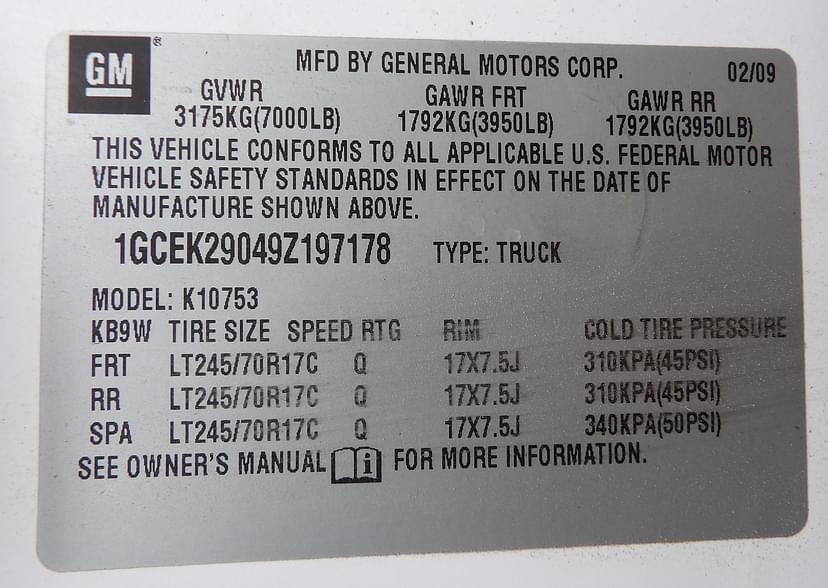 GM®
MFD BY GENERAL MOTORS CORP. 02/09
GVWR GAWR FRT GAWR RR
3175KG(7000LB) 1792KG(3950LB) 1792KG(3950LB)
THIS VEHICLE CONFORMS TO ALL APPLICABLE U.S. FEDERAL MOTOR
VEHICLE SAFETY STANDARDS IN EFFECT ON THE DATE OF
MANUFACTURE SHOWN ABOVE.
1GCEK29049Z197178 TYPE: TRUCK
MODEL: K10753
KB9W TIRE SIZE SPEED RTG RIM COLD TIRE PRESSURE
FRT LT245/70R17C Q 17X7.5J 310KPA(45PSI)
RR LT245/70R17C Q 17X7.5J 310KPA(45PSI)
SPA LT245/70R17C Q 17X7.5J 340KPA(50PSI)
SEE OWNER'S MANUAL i FOR MORE INFORMATION.